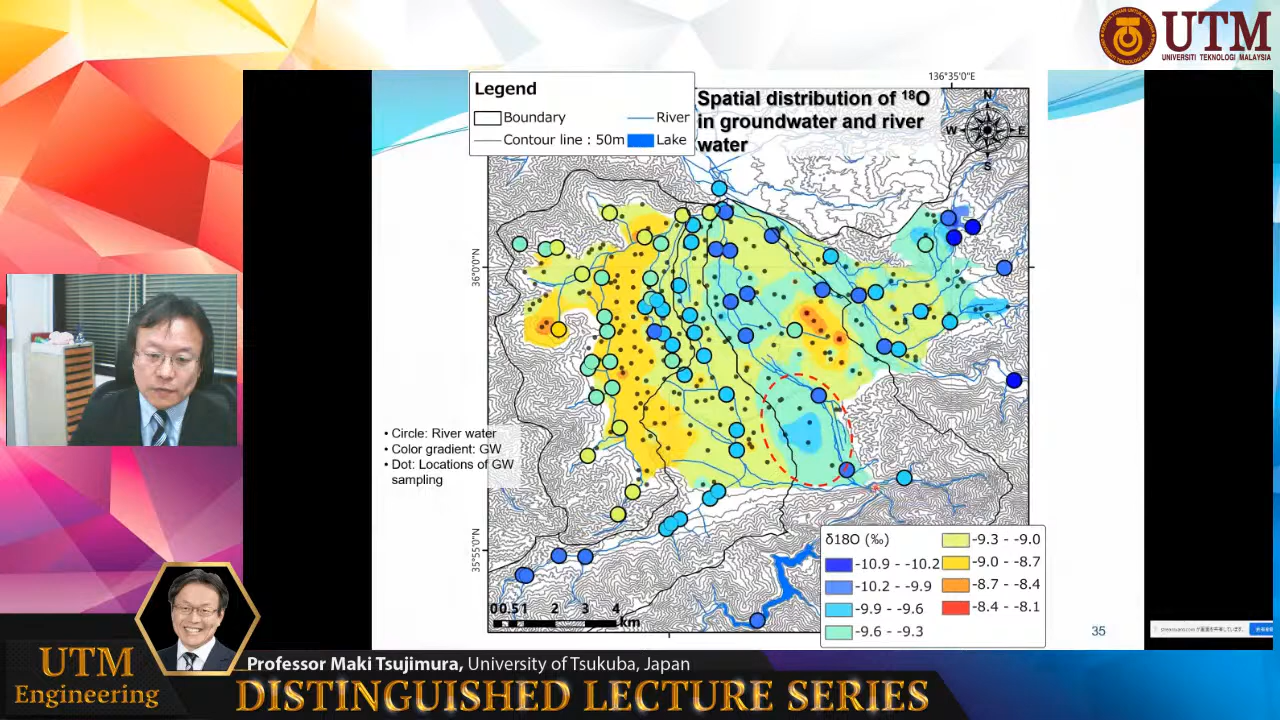 UTM
UNIVERSITI TEKNOLOGI MALAYSIA
136°35'0"E
Legend
Boundary
River
Contour line : 50m
Lake
Spatial distribution of ¹⁸O
in groundwater and river
water
N
W
E
S
36°0'0"N
35°55'0"N
• Circle: River water
• Color gradient: GW
• Dot: Locations of GW
sampling
δ18O (‰)
-10.9 - -10.2
-10.2 - -9.9
-9.9 - -9.6
-9.6 - -9.3
-9.3 - -9.0
-9.0 - -8.7
-8.7 - -8.4
-8.4 - -8.1
00.51 2 3 4
km
35
UTM
Engineering
Professor Maki Tsujimura, University of Tsukuba, Japan
DISTINGUISHED LECTURE SERIES